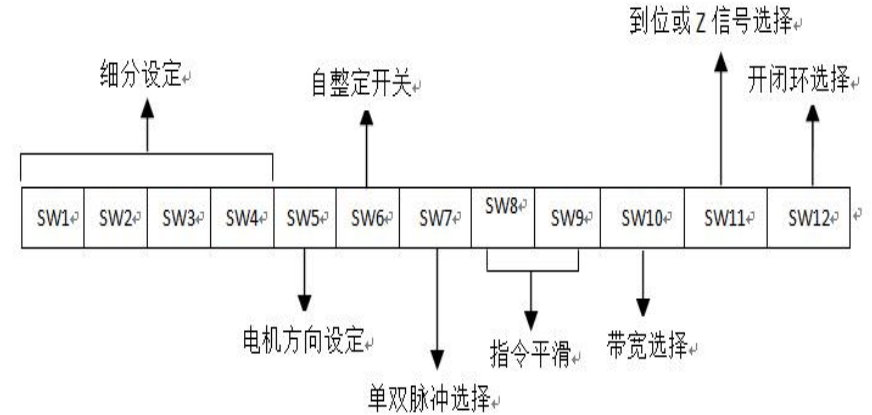 到位或Z信号选择
细分设定
自整定开关
开闭环选择
SW1 SW2 SW3 SW4 SW5 SW6 SW7 SW8 SW9 SW10 SW11 SW12
电机方向设定
指令平滑
带宽选择
单双脉冲选择